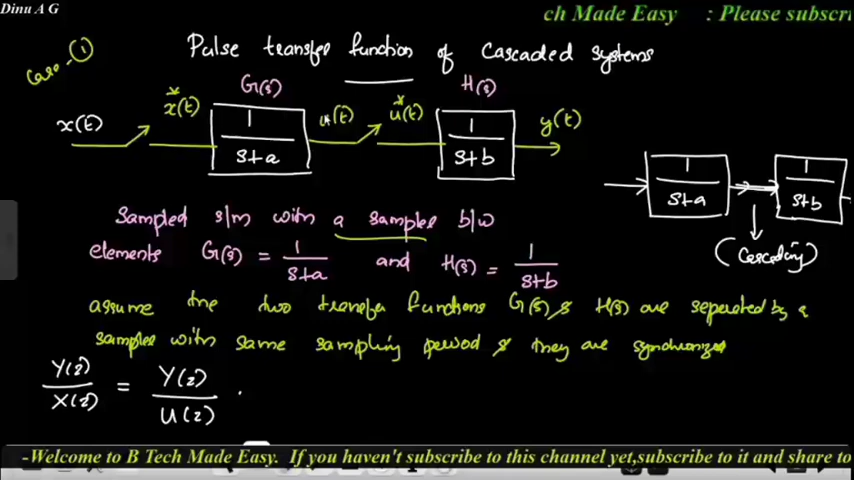 Dinu A G
ch Made Easy : Please subscri
Case-①
Pulse transfer function of Cascaded systems
G(s) H(s)
x(t) x*(t) 1/(s+a) u(t) u*(t) 1/(s+b) y(t)
1/(s+a) 1/(s+b)
(Cascading)
Sampled s/m with a sampler b/w
elements G(s) = 1/(s+a) and H(s) = 1/(s+b)
assume the two transfer functions G(s) & H(s) are seperated by a
sampler with same sampling period & they are synchronized
Y(z)/X(z) = Y(z)/U(z) .
-Welcome to B Tech Made Easy. If you haven't subscribe to this channel yet,subscribe to it and share to